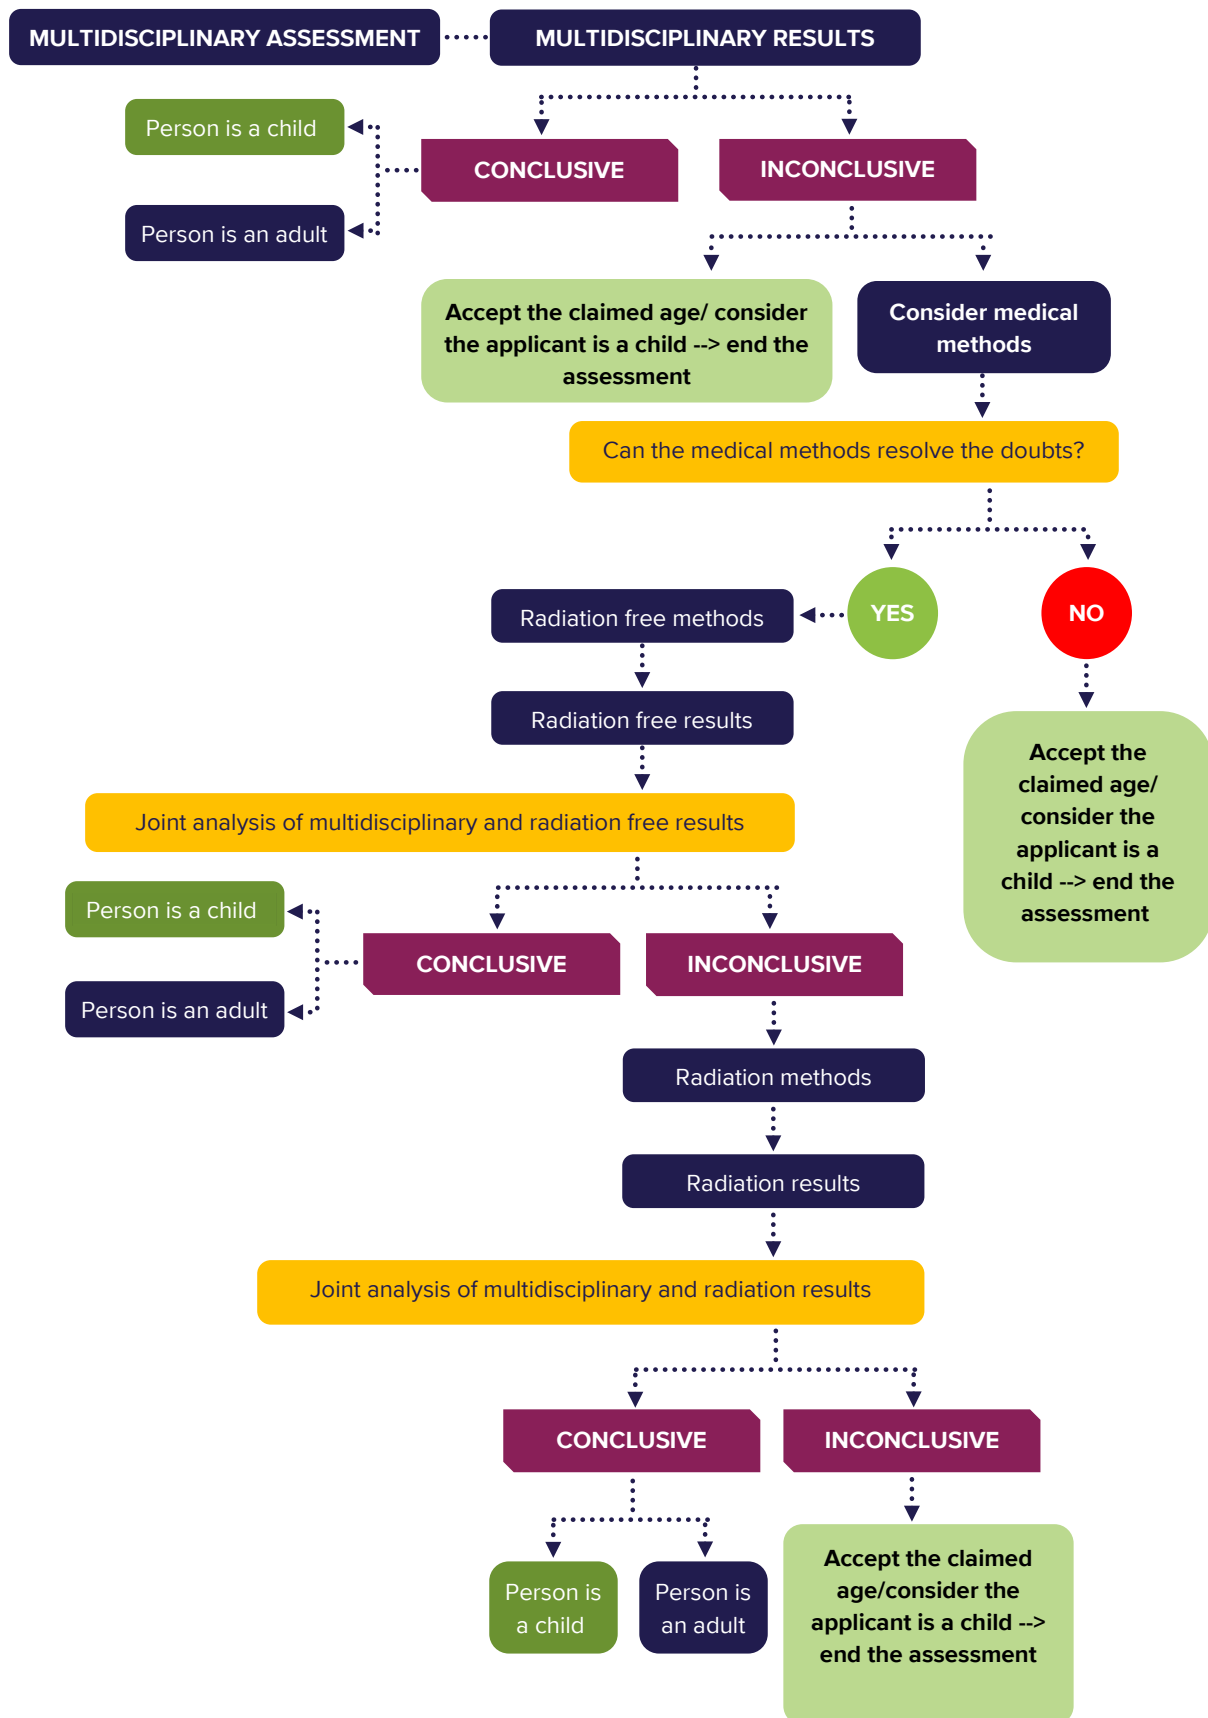 MULTIDISCIPLINARY ASSESSMENT
MULTIDISCIPLINARY RESULTS
Person is a child
CONCLUSIVE
INCONCLUSIVE
Person is an adult
Accept the claimed age/ consider
the applicant is a child --> end the
assessment
Consider medical
methods
Can the medical methods resolve the doubts?
YES
NO
Radiation free methods
Radiation free results
Accept the
claimed age/
consider the
applicant is a
child --> end the
assessment
Joint analysis of multidisciplinary and radiation free results
Person is a child
CONCLUSIVE
INCONCLUSIVE
Person is an adult
Radiation methods
Radiation results
Joint analysis of multidisciplinary and radiation results
CONCLUSIVE
INCONCLUSIVE
Person is
a child
Person is
an adult
Accept the claimed
age/consider the
applicant is a child -->
end the assessment